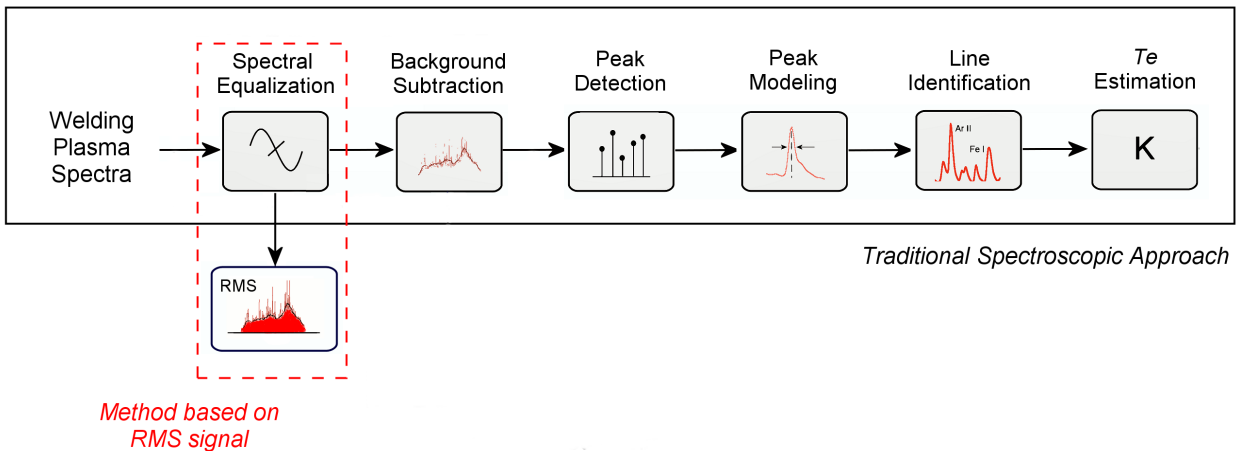 Spectral
Equalization
Background
Subtraction
Peak
Detection
Peak
Modeling
Line
Identification
Te
Estimation
Welding
Plasma
Spectra
Ar II
Fe I
K
Traditional Spectroscopic Approach
RMS
Method based on
RMS signal